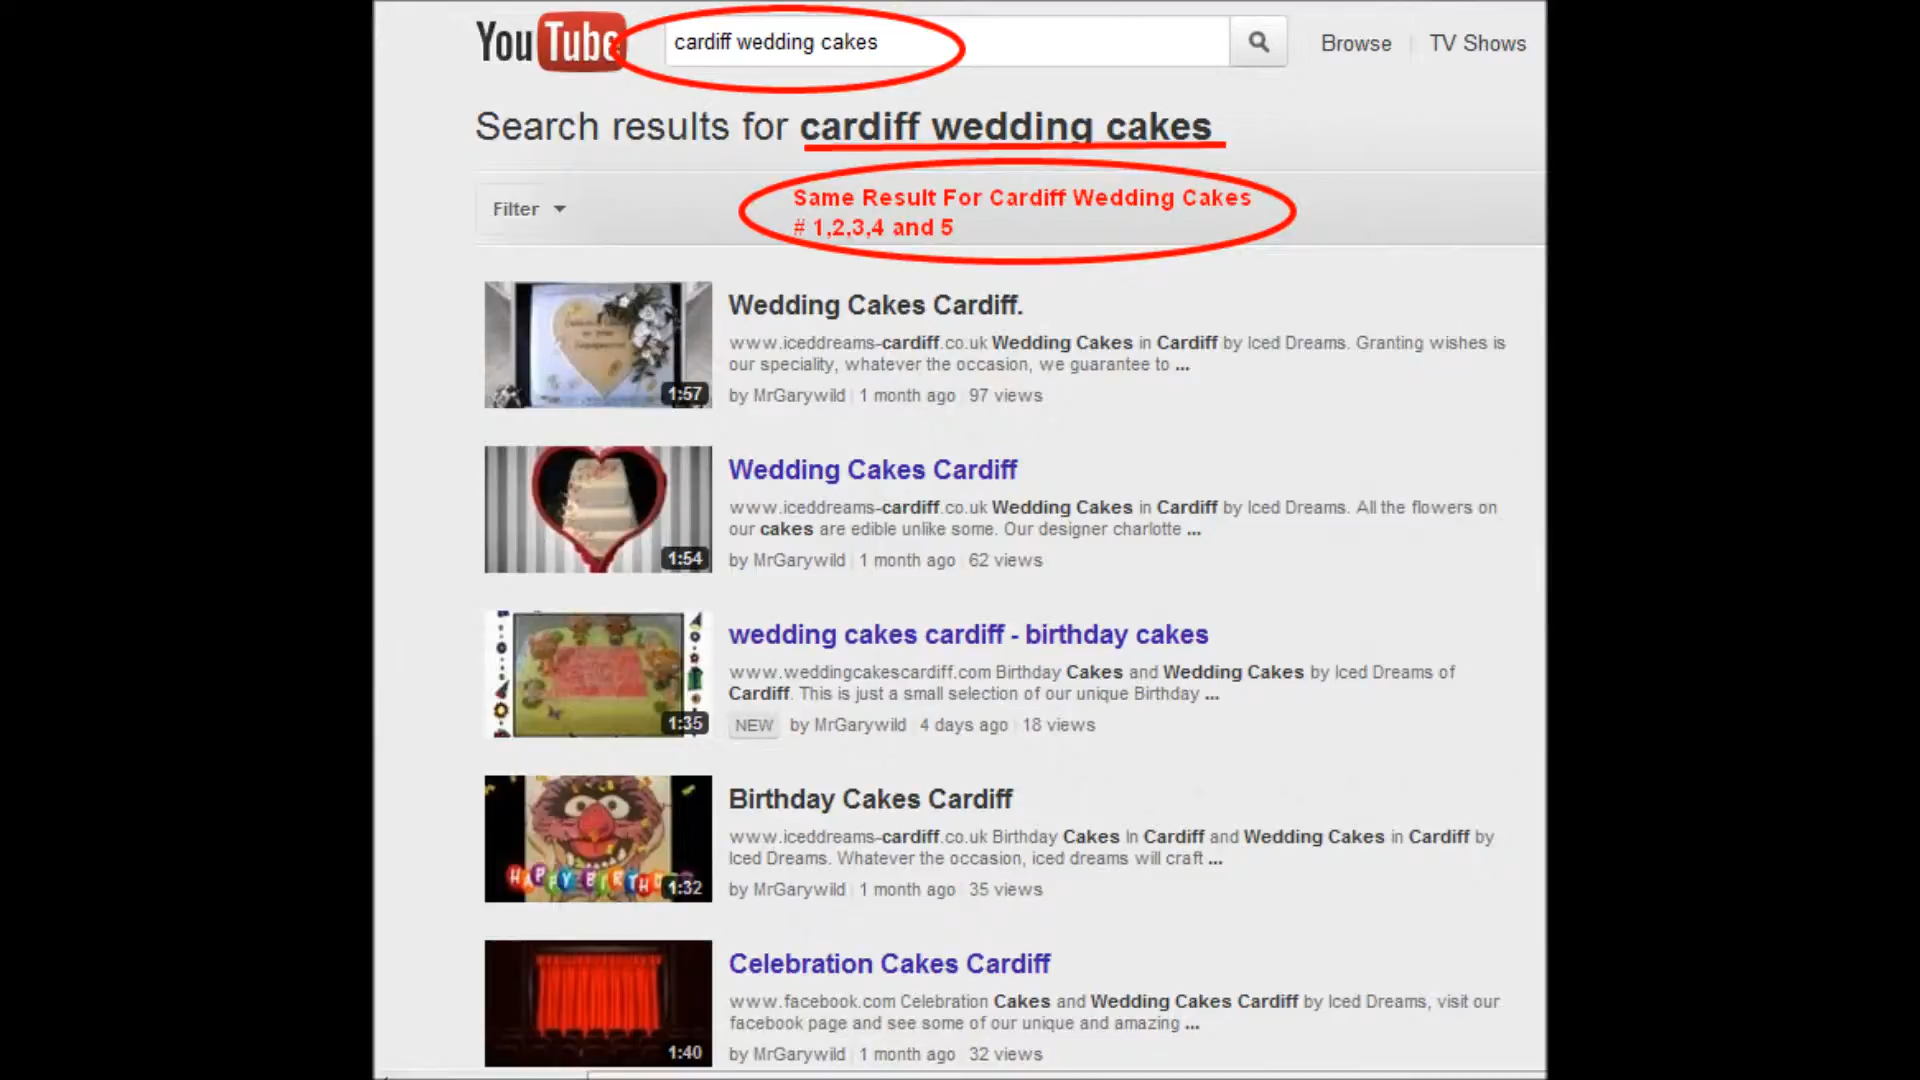 YouTube
cardiff wedding cakes
Browse
TV Shows
Search results for cardiff wedding cakes
Filter
Same Result For Cardiff Wedding Cakes
# 1,2,3,4 and 5
Wedding Cakes Cardiff.
www.iceddreams-cardiff.co.uk Wedding Cakes in Cardiff by Iced Dreams. Granting wishes is
our speciality, whatever the occasion, we guarantee to ...
1:57
by MrGarywild 1 month ago 97 views
Wedding Cakes Cardiff
www.iceddreams-cardiff.co.uk Wedding Cakes in Cardiff by Iced Dreams. All the flowers on
our cakes are edible unlike some. Our designer charlotte ...
1:54
by MrGarywild 1 month ago 62 views
wedding cakes cardiff - birthday cakes
www.weddingcakescardiff.com Birthday Cakes and Wedding Cakes by Iced Dreams of
Cardiff. This is just a small selection of our unique Birthday ...
1:35
NEW by MrGarywild 4 days ago 18 views
Birthday Cakes Cardiff
www.iceddreams-cardiff.co.uk Birthday Cakes In Cardiff and Wedding Cakes in Cardiff by
Iced Dreams. Whatever the occasion, iced dreams will craft ...
HAPPY BIRTH
1:32
by MrGarywild 1 month ago 35 views
Celebration Cakes Cardiff
www.facebook.com Celebration Cakes and Wedding Cakes Cardiff by Iced Dreams, visit our
facebook page and see some of our unique and amazing ...
1:40
by MrGarywild 1 month ago 32 views